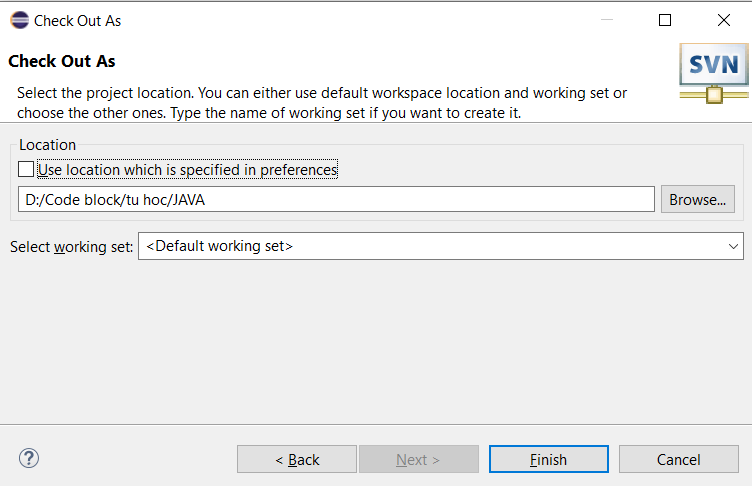 Check Out As
Check Out As
SVN
Select the project location. You can either use default workspace location and working set or
choose the other ones. Type the name of working set if you want to create it.
Location
Use location which is specified in preferences
D:/Code block/tu hoc/JAVA
Browse...
Select working set:
<Default working set>
?
< Back
Next >
Finish
Cancel